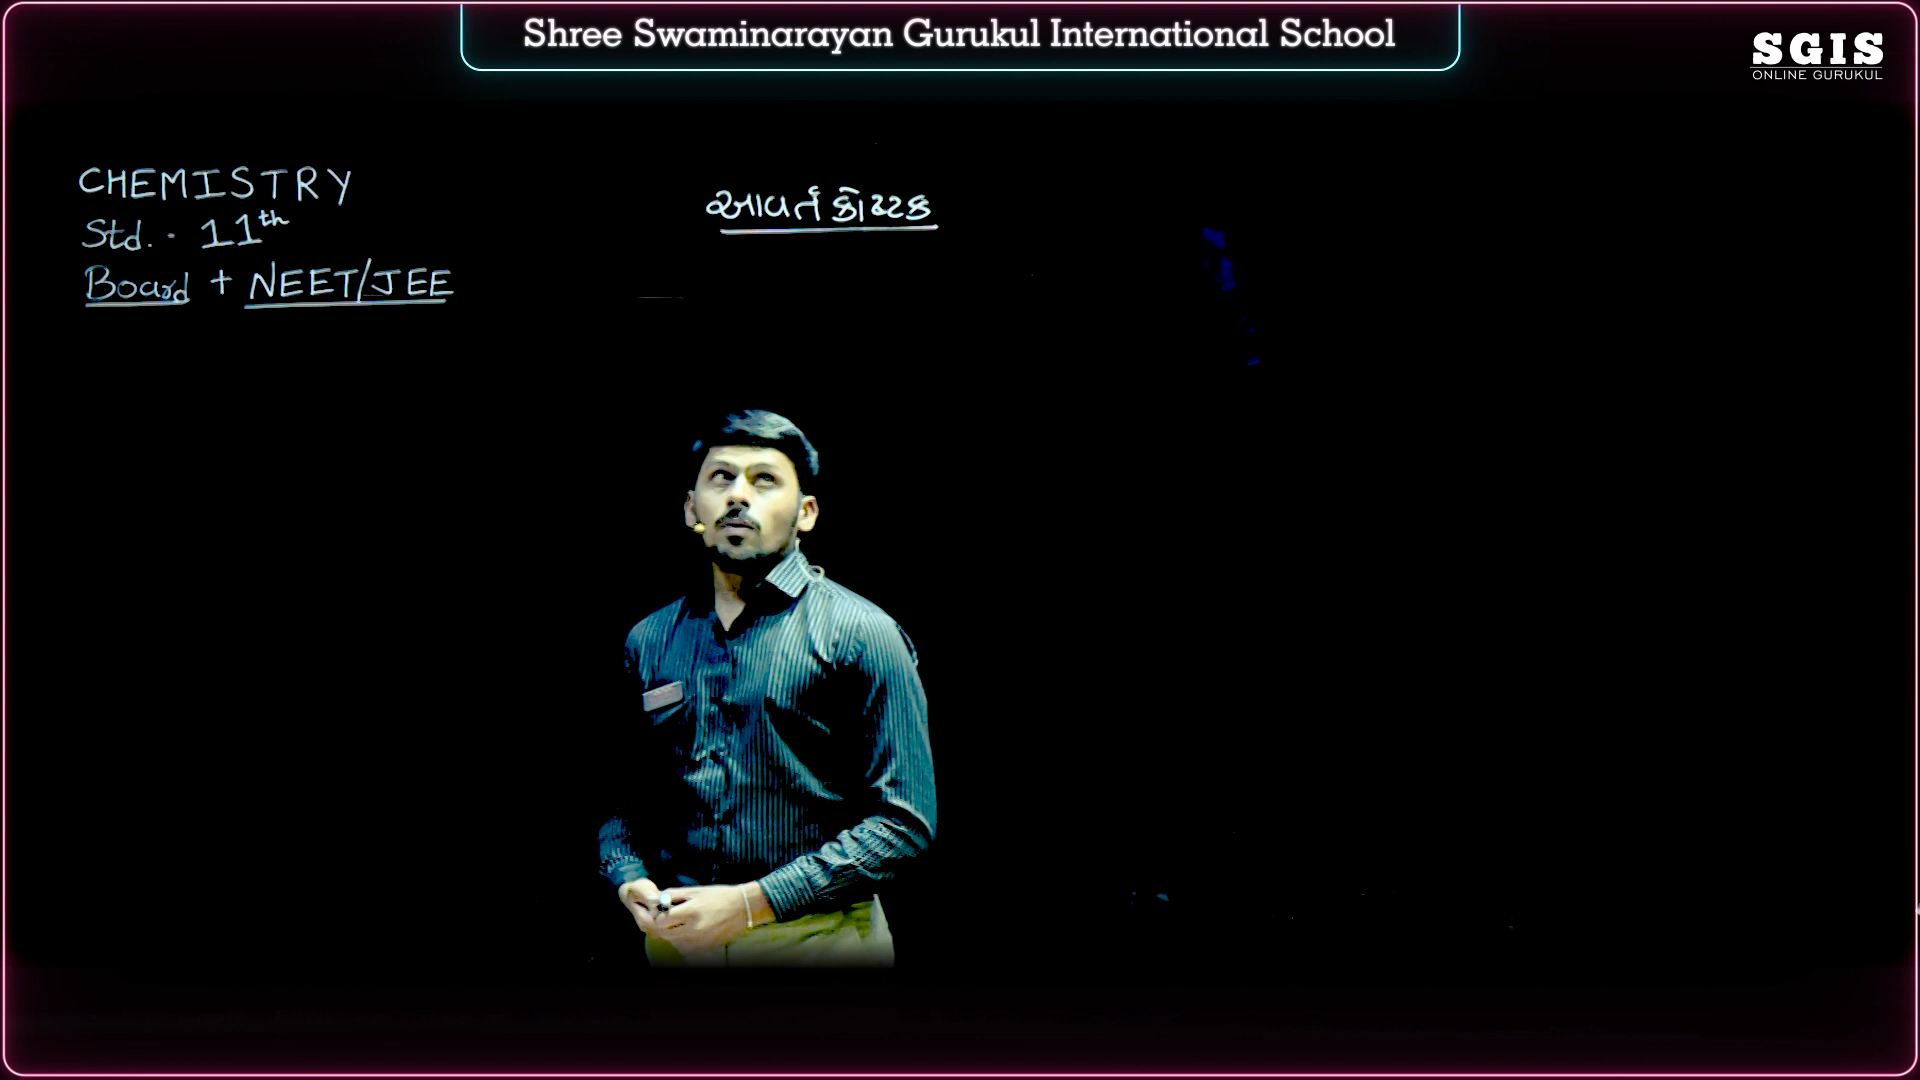 Shree Swaminarayan Gurukul International School
SGIS
ONLINE GURUKUL
CHEMISTRY
Std. - 11th
Board + NEET/JEE
આવર્ત કોષ્ટક